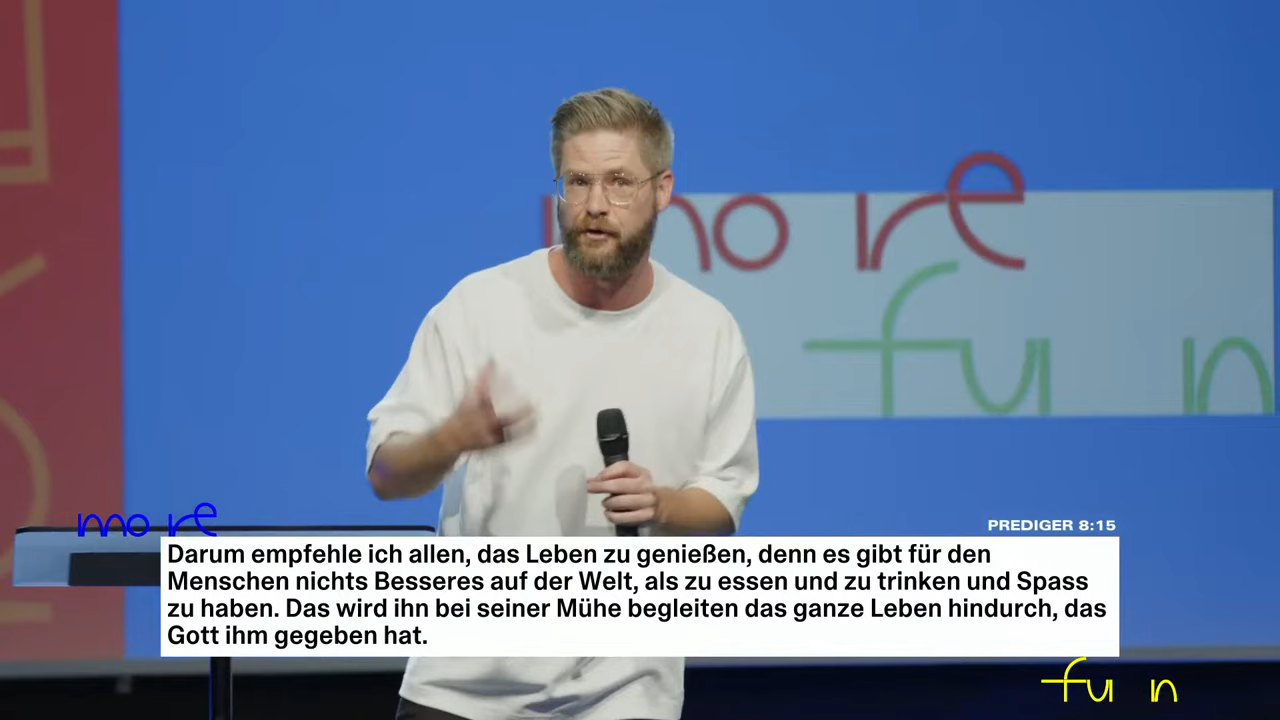 more
fun
more
PREDIGER 8:15
Darum empfehle ich allen, das Leben zu genießen, denn es gibt für den
Menschen nichts Besseres auf der Welt, als zu essen und zu trinken und Spass
zu haben. Das wird ihn bei seiner Mühe begleiten das ganze Leben hindurch, das
Gott ihm gegeben hat.
fun